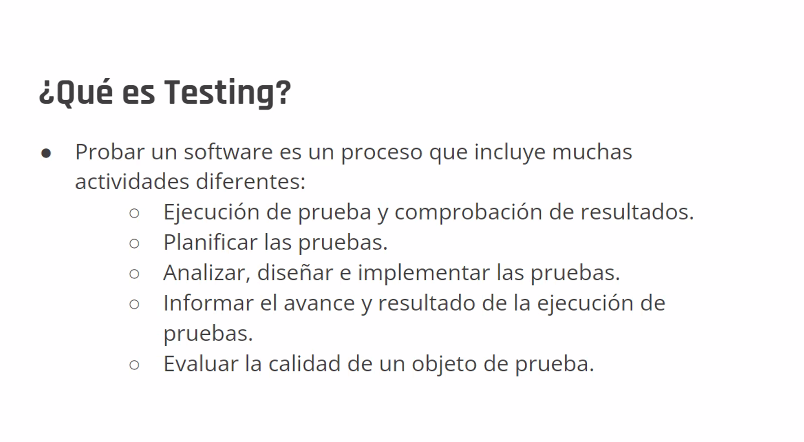 ¿Qué es Testing?
● Probar un software es un proceso que incluye muchas
actividades diferentes:
○ Ejecución de prueba y comprobación de resultados.
○ Planificar las pruebas.
○ Analizar, diseñar e implementar las pruebas.
○ Informar el avance y resultado de la ejecución de
pruebas.
○ Evaluar la calidad de un objeto de prueba.